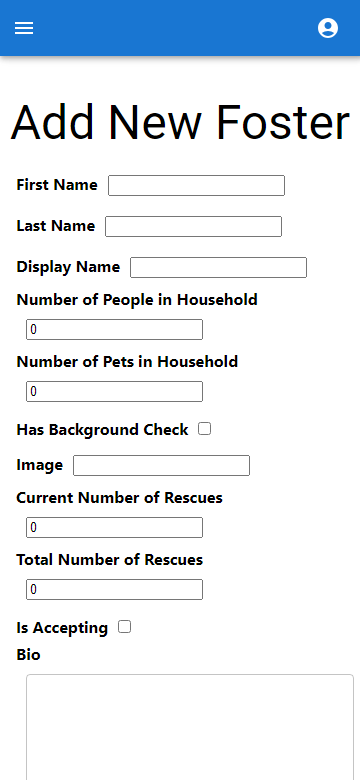 Add New Foster
First Name
Last Name
Display Name
Number of People in Household
0
Number of Pets in Household
0
Has Background Check
Image
Current Number of Rescues
0
Total Number of Rescues
0
Is Accepting
Bio